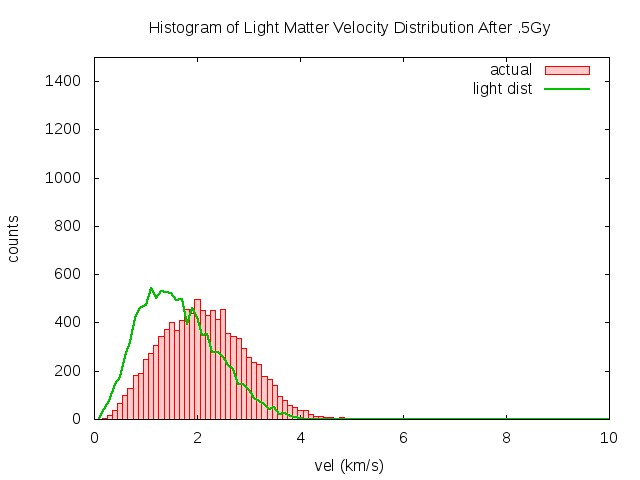 Histogram of Light Matter Velocity Distribution After .5Gy
actual
light dist
1400
1200
1000
800
600
400
200
0
counts
0 2 4 6 8 10
vel (km/s)